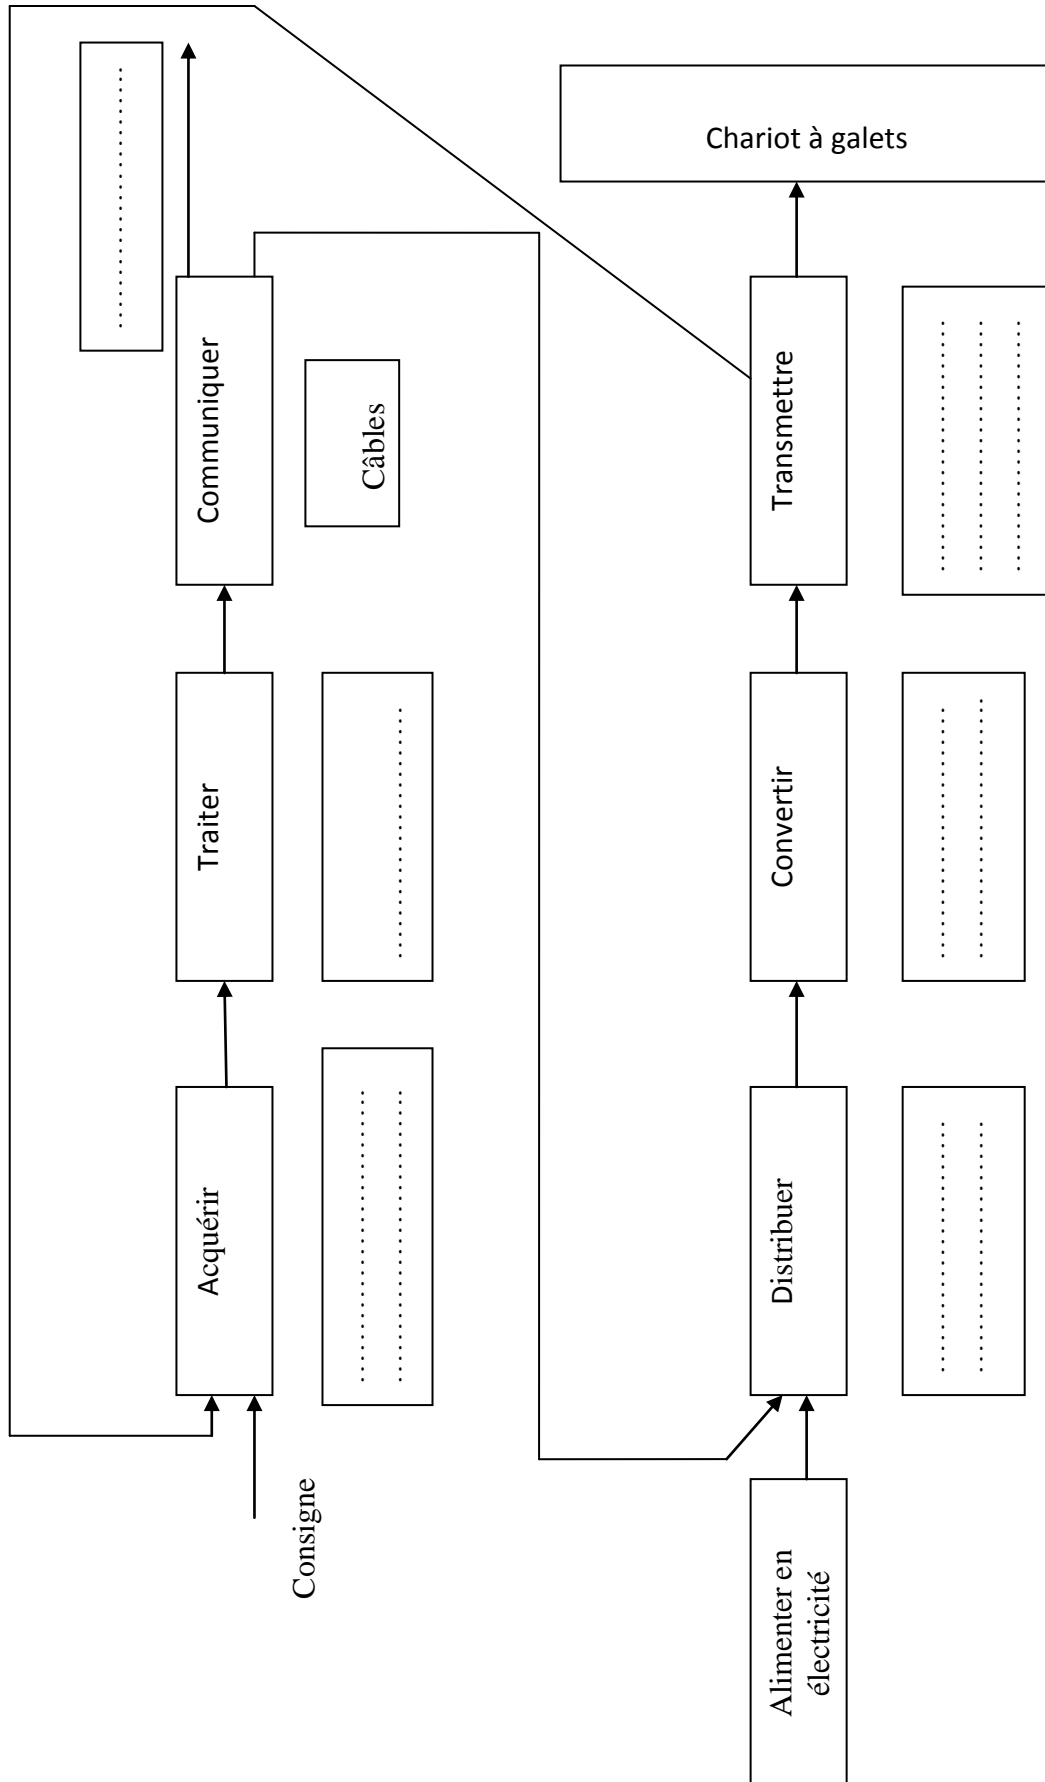 Consigne
Acquérir
Traiter
Communiquer
Câbles
Alimenter en
électricité
Distribuer
Convertir
Transmettre
Chariot à galets